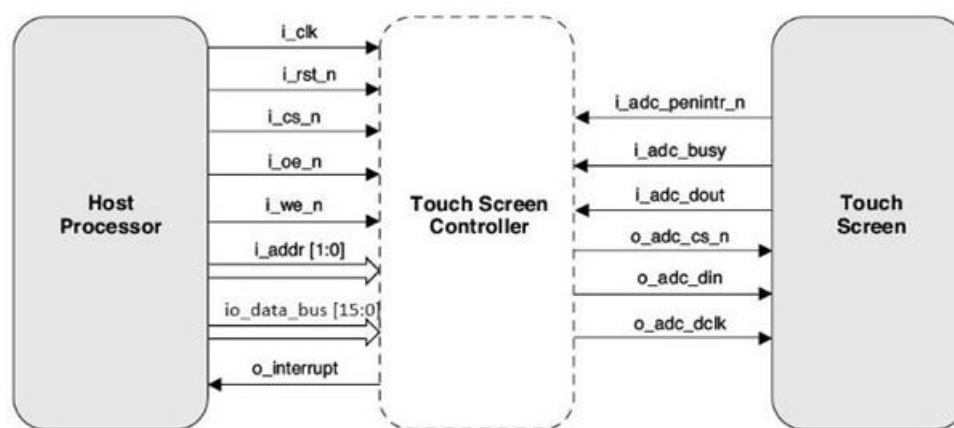 Host
Processor
i_clk
i_rst_n
i_cs_n
i_oe_n
i_we_n
i_addr [1:0]
io_data_bus [15:0]
o_interrupt
Touch Screen
Controller
i_adc_penintr_n
i_adc_busy
i_adc_dout
o_adc_cs_n
o_adc_din
o_adc_dclk
Touch
Screen